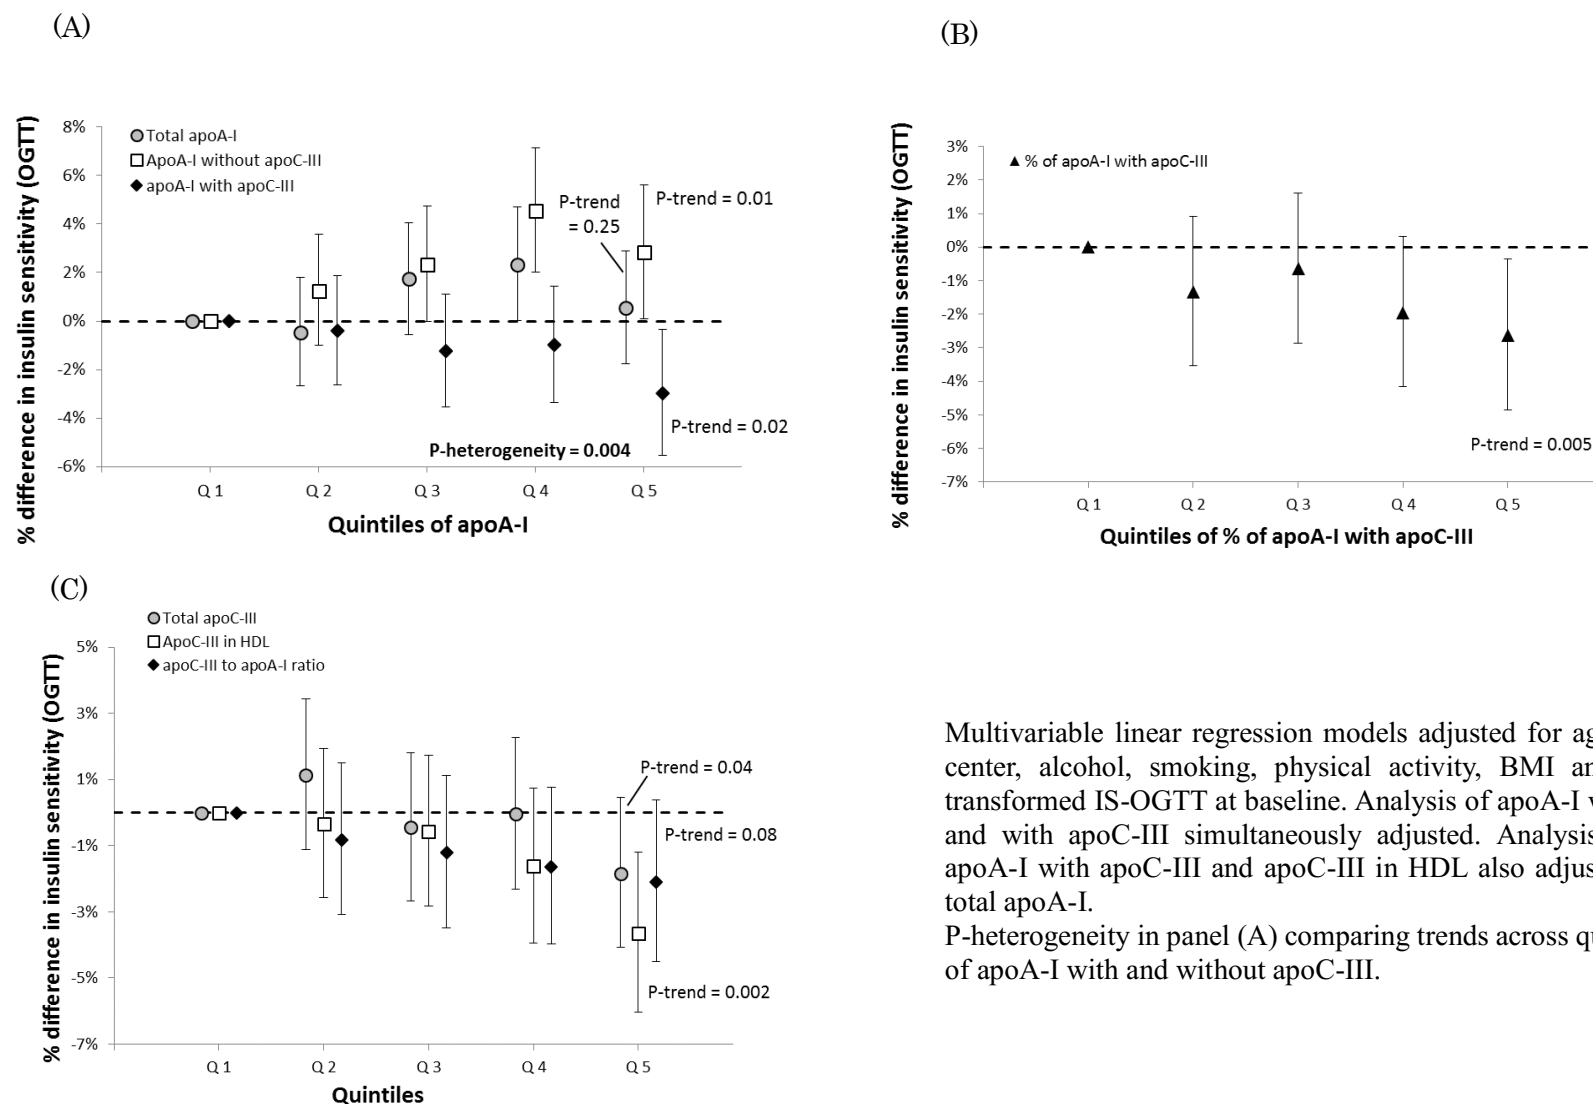 (A)
% difference in insulin sensitivity (OGTT)
8%
6%
4%
2%
0%
-2%
-4%
-6%
Total apoA-I
ApoA-I without apoC-III
apoA-I with apoC-III
P-trend
= 0.25
P-trend = 0.01
P-trend = 0.02
P-heterogeneity = 0.004
Q 1
Q 2
Q 3
Q 4
Q 5
Quintiles of apoA-I
(B)
% difference in insulin sensitivity (OGTT)
3%
2%
1%
0%
-1%
-2%
-3%
-4%
-5%
-6%
-7%
% of apoA-I with apoC-III
P-trend = 0.005
Q 1
Q 2
Q 3
Q 4
Q 5
Quintiles of % of apoA-I with apoC-III
(C)
% difference in insulin sensitivity (OGTT)
Total apoC-III
ApoC-III in HDL
apoC-III to apoA-I ratio
5%
3%
1%
-1%
-3%
-5%
-7%
P-trend = 0.04
P-trend = 0.08
P-trend = 0.002
Q 1
Q 2
Q 3
Q 4
Q 5
Quintiles
Multivariable linear regression models adjusted for
center, alcohol, smoking, physical activity, BMI
transformed IS-OGTT at baseline. Analysis of apoA-I
and with apoC-III simultaneously adjusted. Analysis
apoA-I with apoC-III and apoC-III in HDL also
total apoA-I.
P-heterogeneity in panel (A) comparing trends across
of apoA-I with and without apoC-III.